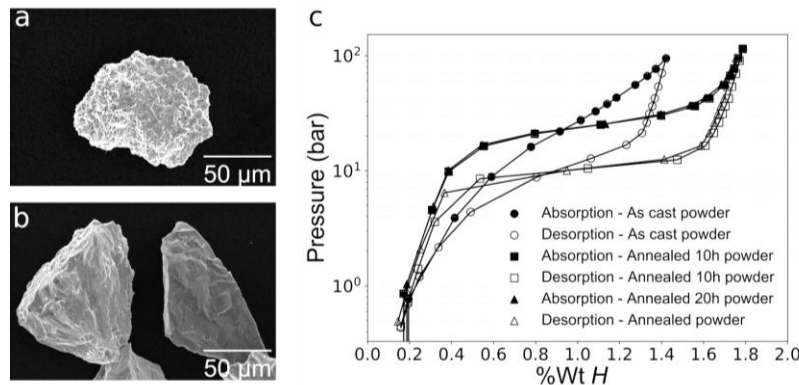 a
50 µm
b
50 µm
c
Pressure (bar)
10²
10¹
10⁰
Absorption - As cast powder
Desorption - As cast powder
Absorption - Annealed 10h powder
Desorption - Annealed 10h powder
Absorption - Annealed 20h powder
Desorption - Annealed powder
0.0 0.2 0.4 0.6 0.8 1.0 1.2 1.4 1.6 1.8 2.0
%Wt H